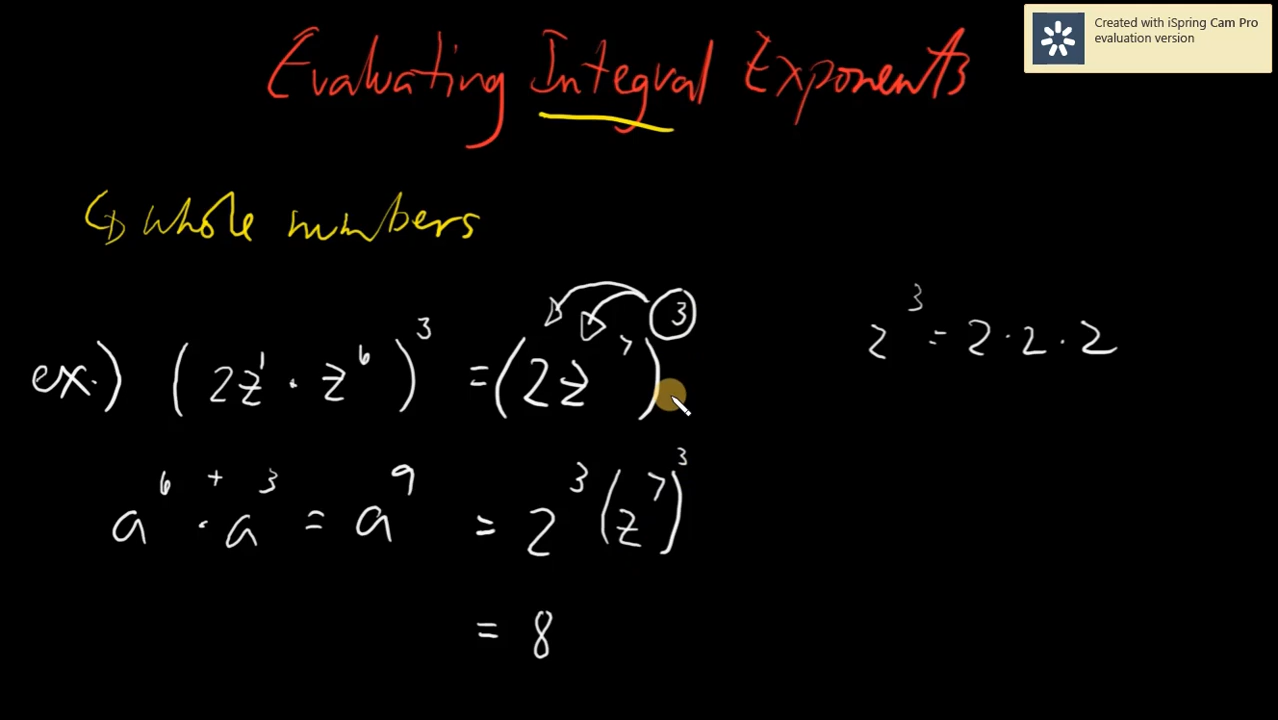 Created with iSpring Cam Pro
evaluation version
Evaluating Integral Exponents
↳ whole numbers
ex.) (2z¹ · z⁶)³ = (2z⁷)³
2³ = 2 · 2 · 2
a⁶ · a³ = a⁹
+
= 2³ (z⁷)³
= 8